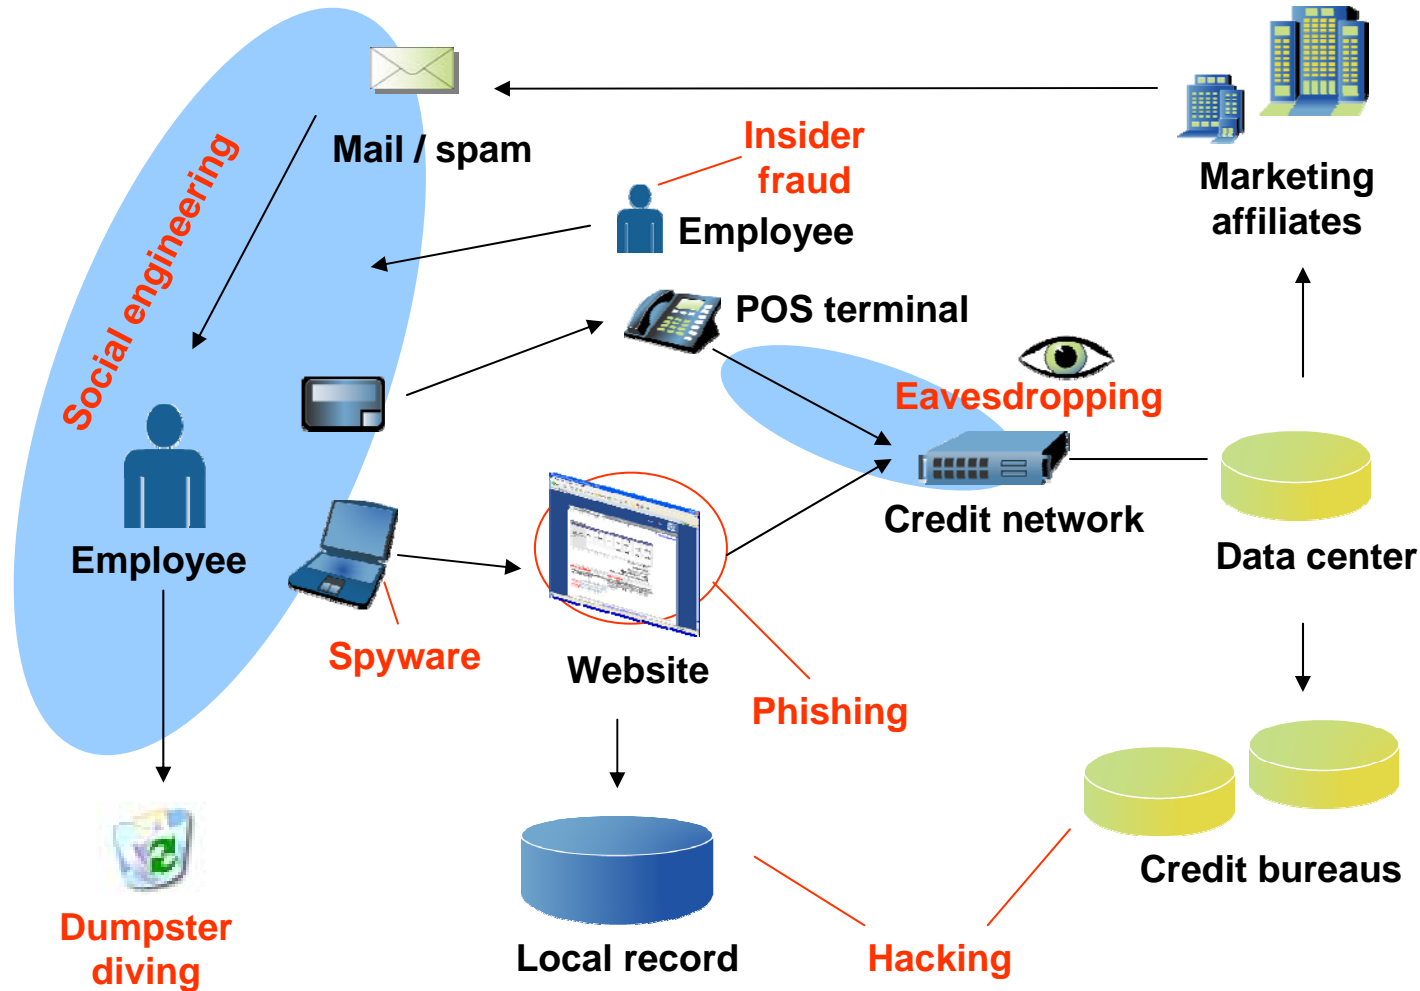 Mail / spam
Insider
fraud
Marketing
affiliates
Social engineering
Employee
POS terminal
Eavesdropping
Credit network
Employee
Data center
Spyware
Website
Phishing
Credit bureaus
Dumpster
diving
Local record
Hacking